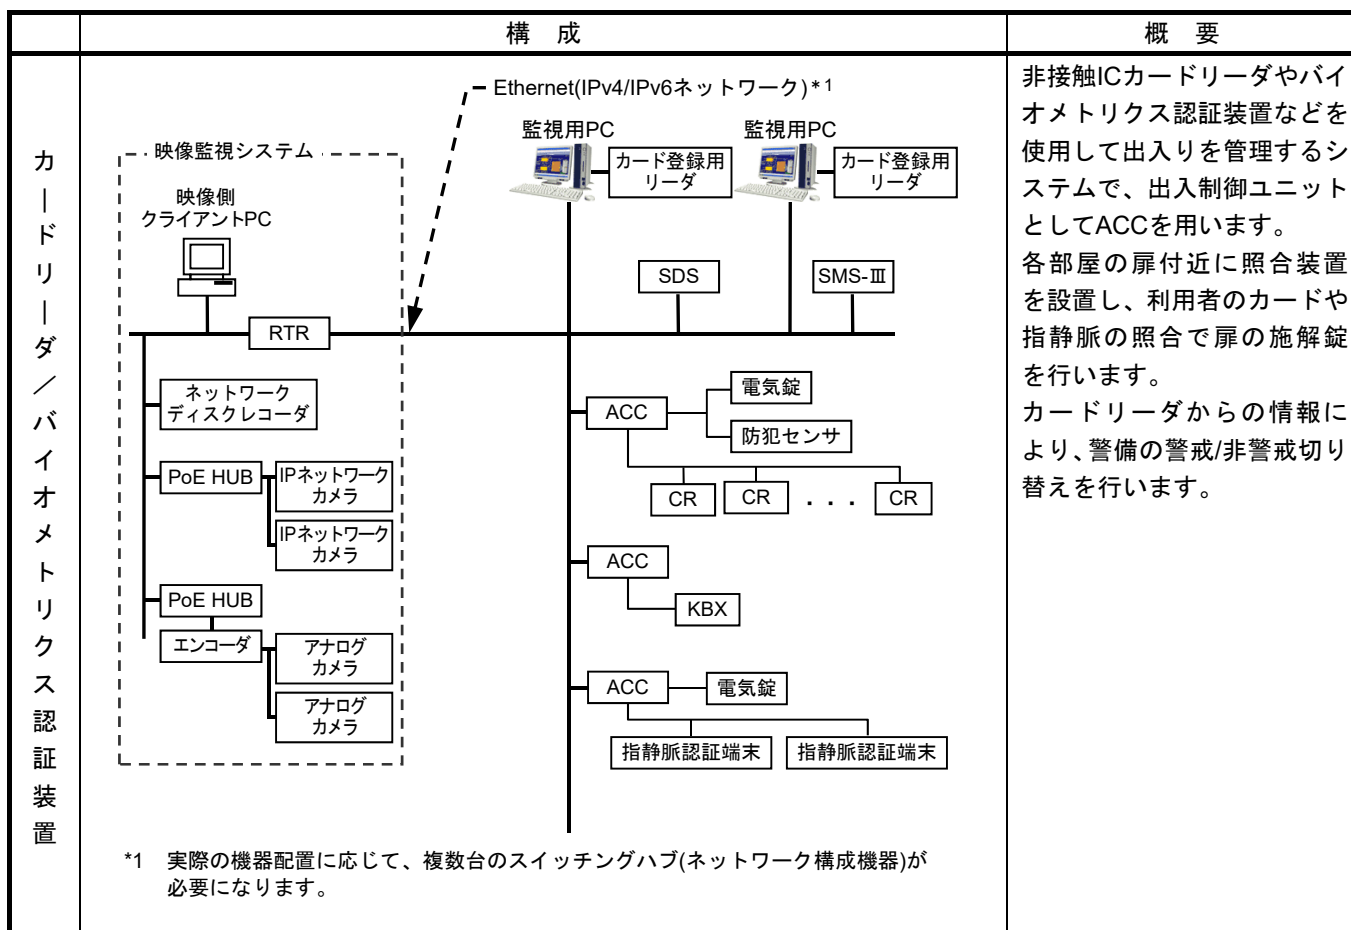 構 成
概 要
カードリーダ／バイオメトリクス認証装置
Ethernet(IPv4/IPv6ネットワーク)*1
監視用PC
カード登録用
リーダ
監視用PC
カード登録用
リーダ
映像監視システム
映像側
クライアントPC
SDS
SMS-Ⅲ
RTR
ネットワーク
ディスクレコーダ
PoE HUB
IPネットワーク
カメラ
IPネットワーク
カメラ
PoE HUB
エンコーダ
アナログ
カメラ
アナログ
カメラ
ACC
電気錠
防犯センサ
CR
CR
...
CR
ACC
KBX
ACC
電気錠
指静脈認証端末
指静脈認証端末
*1 実際の機器配置に応じて、複数台のスイッチングハブ(ネットワーク構成機器)が
必要になります。
非接触ICカードリーダやバイ
オメトリクス認証装置などを
使用して出入りを管理するシ
ステムで、出入制御ユニット
としてACCを用います。
各部屋の扉付近に照合装置
を設置し、利用者のカードや
指静脈の照合で扉の施解錠
を行います。
カードリーダからの情報に
より、警備の警戒/非警戒切り
替えを行います。